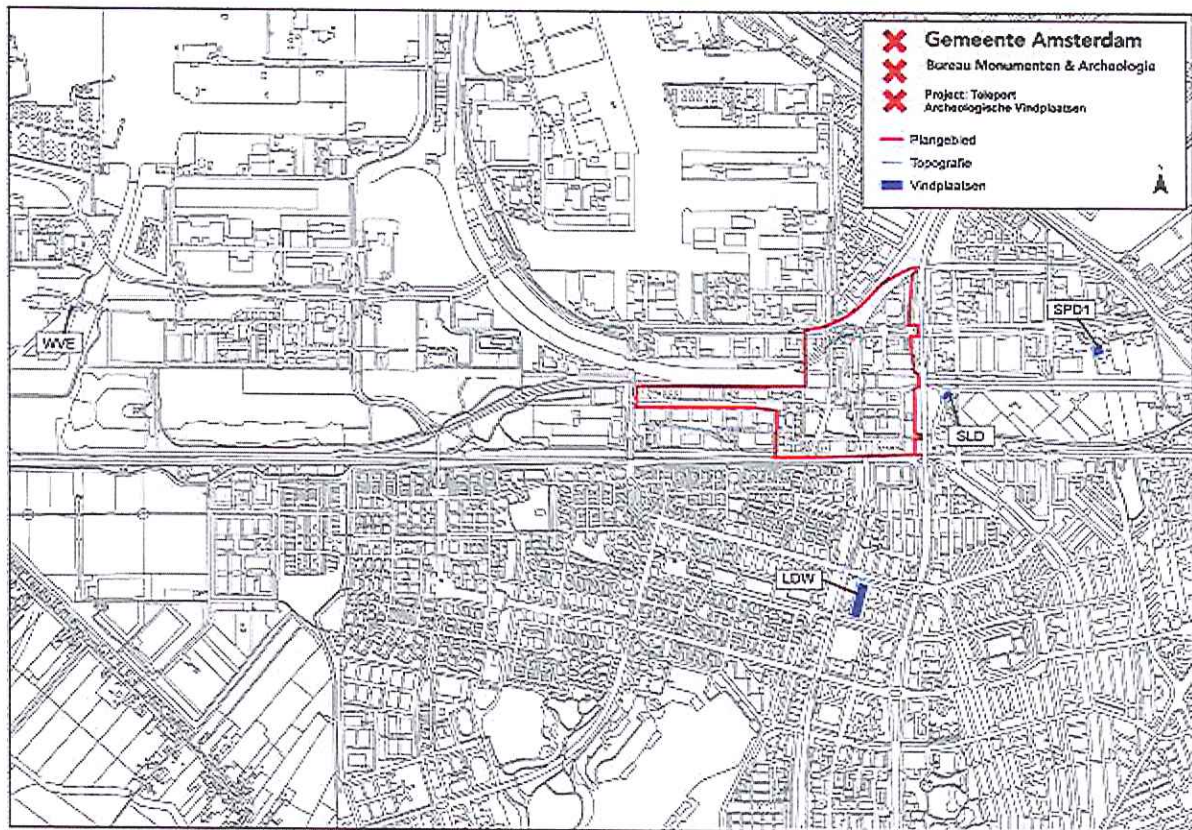 Gemeente Amsterdam
Bureau Monumenten & Archeologie
Project: Teleport
Archeologische Vindplaatsen
Plangebied
Topografie
Vindplaatsen
SPD1
WVE
SLD
LDW